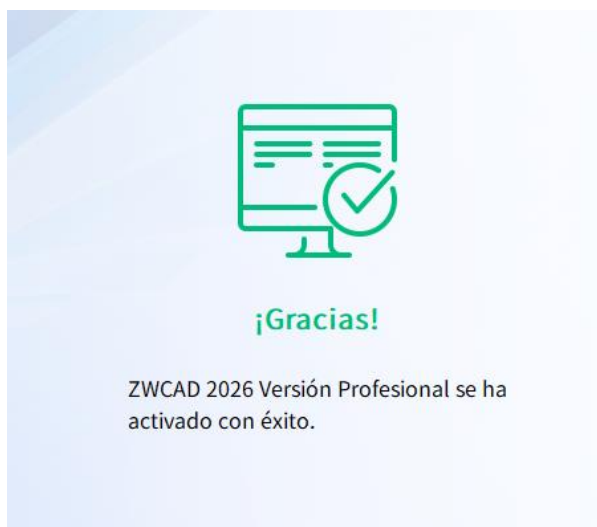 ¡Gracias!
ZWCAD 2026 Versión Profesional se ha
activado con éxito.